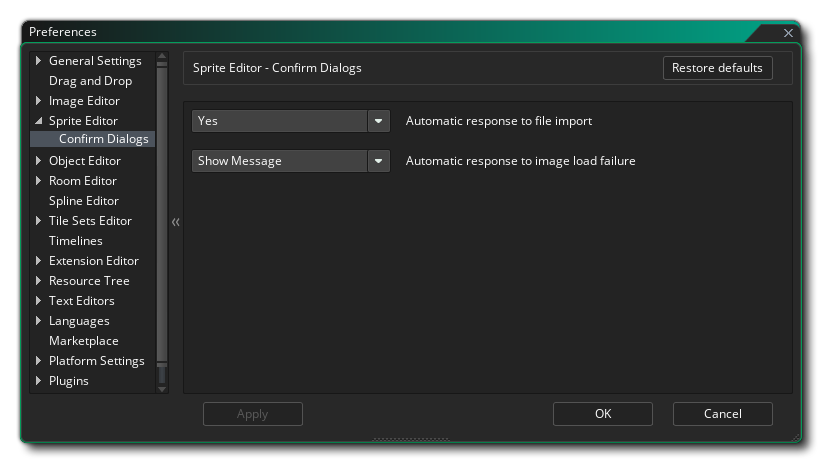 Preferences
General Settings
Drag and Drop
Image Editor
Sprite Editor
Confirm Dialogs
Object Editor
Room Editor
Spline Editor
Tile Sets Editor
Timelines
Extension Editor
Resource Tree
Text Editors
Languages
Marketplace
Platform Settings
Plugins
Sprite Editor - Confirm Dialogs
Restore defaults
Yes
Automatic response to file import
Show Message
Automatic response to image load failure
Apply
OK
Cancel